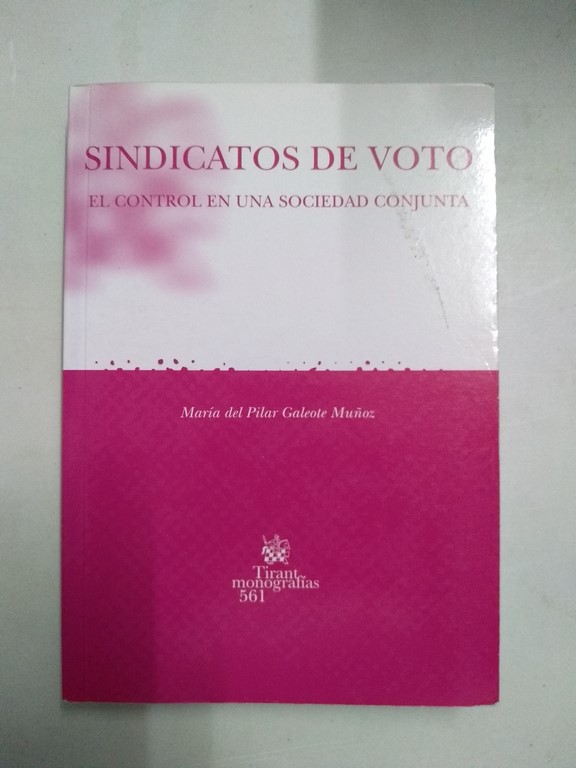 SINDICATOS DE VOTO
EL CONTROL EN UNA SOCIEDAD CONJUNTA
María del Pilar Galeote Muñoz
Tirant
monografías
561